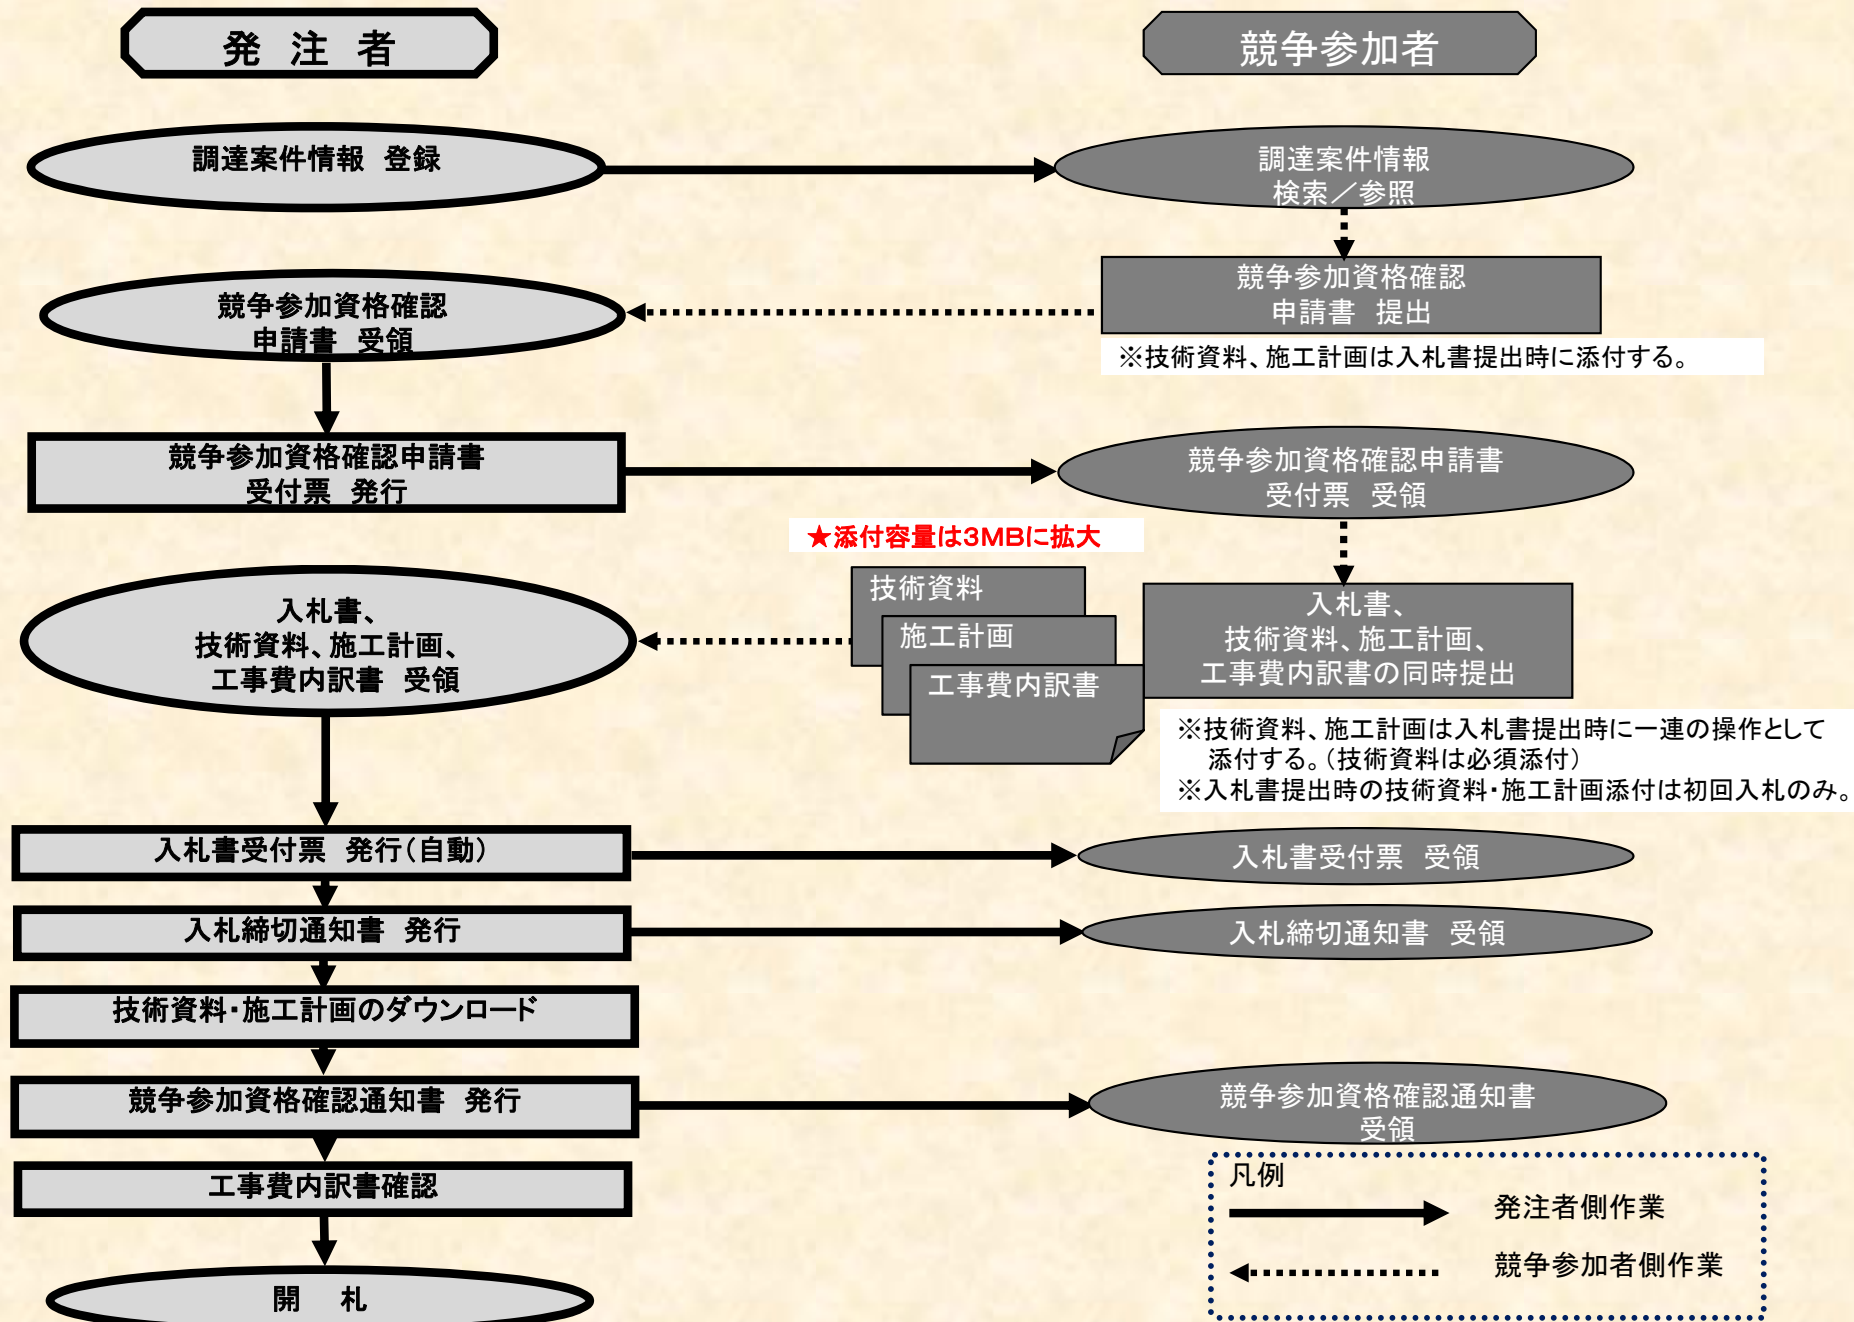 発 注 者
競争参加者
調達案件情報 登録
調達案件情報
検索／参照
競争参加資格確認
申請書 提出
競争参加資格確認
申請書 受領
※技術資料、施工計画は入札書提出時に添付する。
競争参加資格確認申請書
受付票 発行
競争参加資格確認申請書
受付票 受領
★添付容量は3MBに拡大
技術資料
施工計画
工事費内訳書
入札書、
技術資料、施工計画、
工事費内訳書の同時提出
入札書、
技術資料、施工計画、
工事費内訳書 受領
※技術資料、施工計画は入札書提出時に一連の操作として
添付する。（技術資料は必須添付）
※入札書提出時の技術資料・施工計画添付は初回入札のみ。
入札書受付票 発行（自動）
入札書受付票 受領
入札締切通知書 発行
入札締切通知書 受領
技術資料・施工計画のダウンロード
競争参加資格確認通知書 発行
競争参加資格確認通知書
受領
工事費内訳書確認
開 札
凡例
発注者側作業
競争参加者側作業